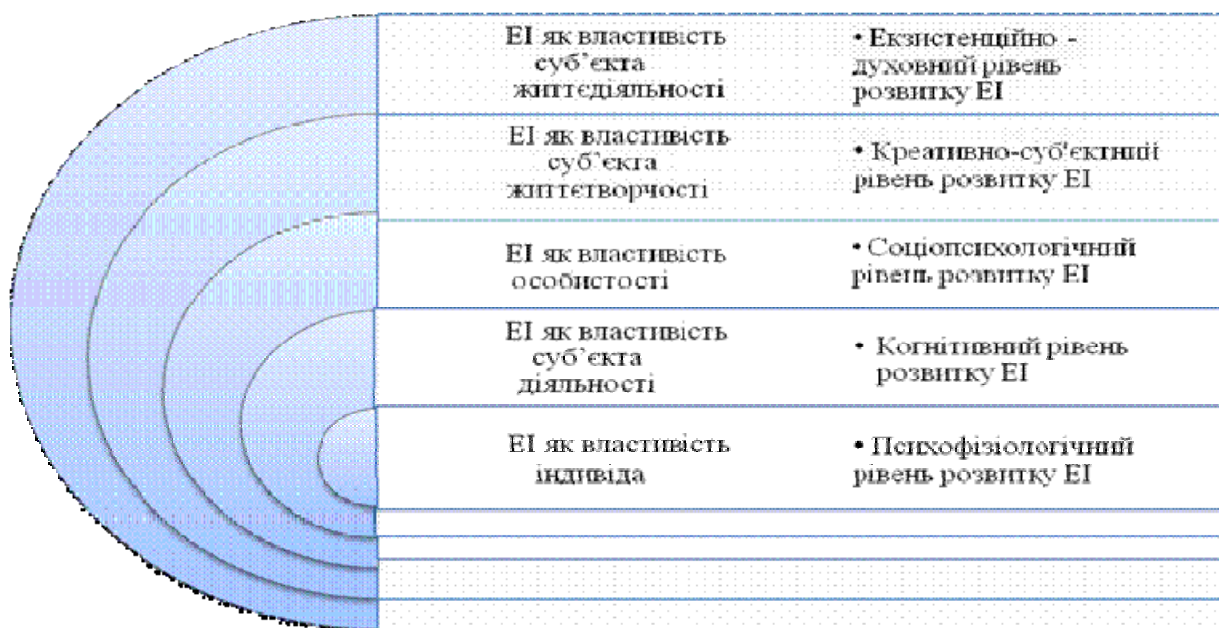 ЕІ як властивість
суб’єкта
життєдіяльності
• Екзистенційно -
духовний рівень
розвитку ЕІ
ЕІ як властивість
суб’єкта
життєтворчості
• Креативно-суб'єктний
рівень розвитку ЕІ
ЕІ як властивість
особистості
• Соціопсихологічний
рівень розвитку ЕІ
ЕІ як властивість
суб’єкта
діяльності
• Когнітивний рівень
розвитку ЕІ
ЕІ як властивість
індивіда
• Психофізіологічний
рівень розвитку ЕІ